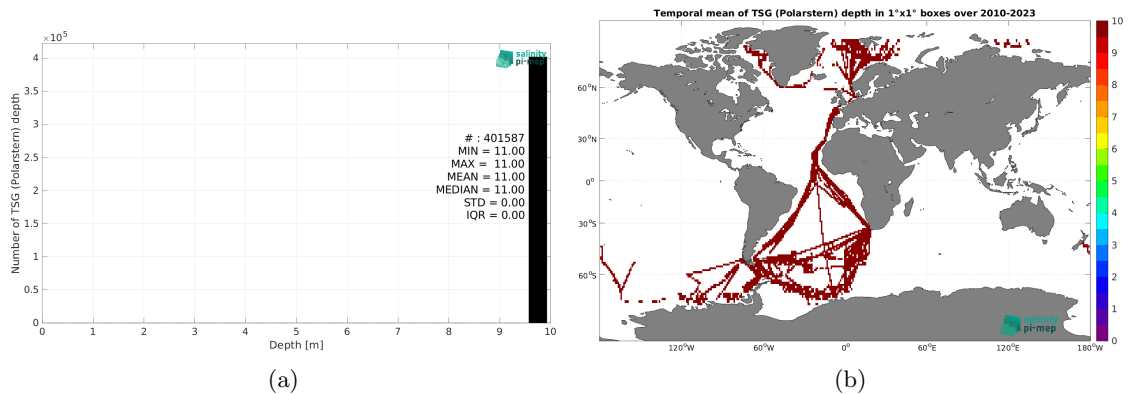 ×10⁵
4
3.5
3
2.5
2
1.5
1
0.5
0
Number of TSG (Polarstern) depth
salinity
pi-mep
# : 401587
MIN = 11.00
MAX = 11.00
MEAN = 11.00
MEDIAN = 11.00
STD = 0.00
IQR = 0.00
0 1 2 3 4 5 6 7 8 9 10
Depth [m]
(a)
Temporal mean of TSG (Polarstern) depth in 1°x1° boxes over 2010-2023
60°N
30°N
0°
30°S
60°S
120°W 60°W 0° 60°E 120°E 180°W
salinity
pi-mep
10
9
8
7
6
5
4
3
2
1
0
(b)